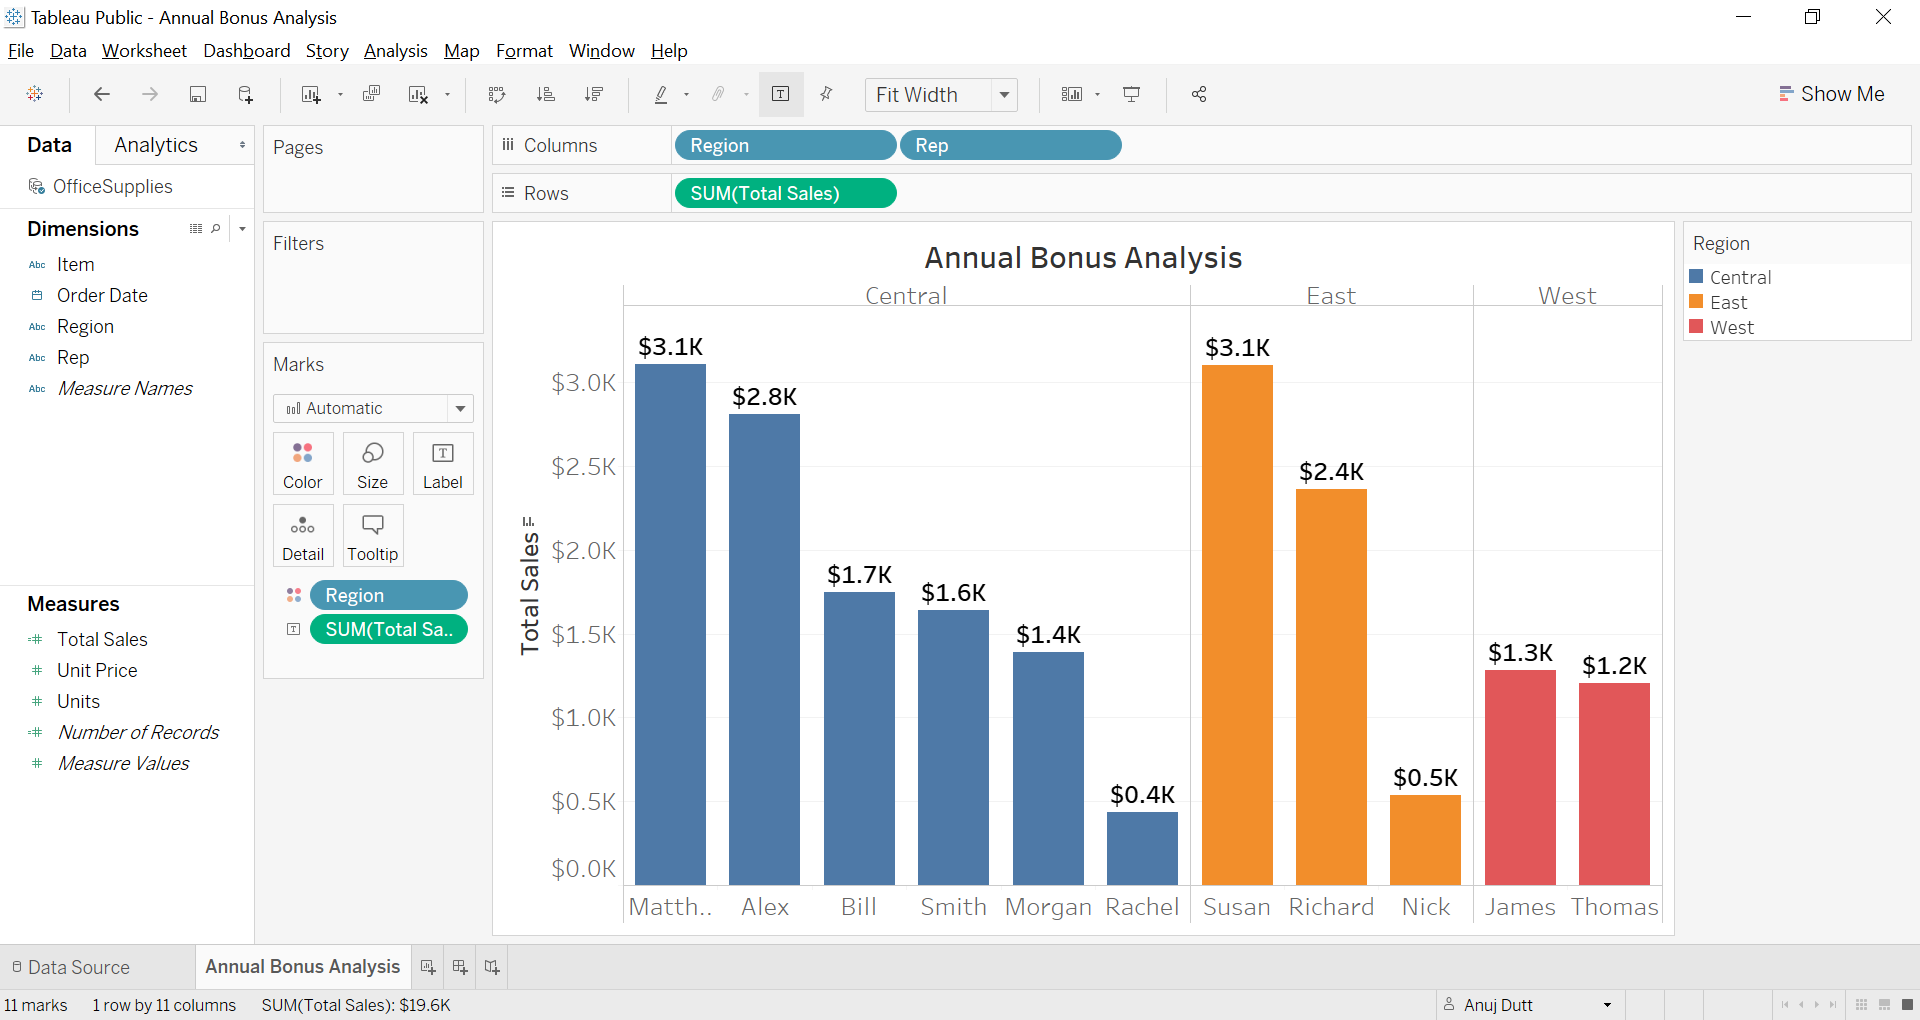 Tableau Public - Annual Bonus Analysis
File Data Worksheet Dashboard Story Analysis Map Format Window Help
Fit Width
Show Me
Data Analytics
OfficeSupplies
Dimensions
Abc Item
Order Date
Abc Region
Abc Rep
Abc Measure Names
Measures
Total Sales
Unit Price
Units
Number of Records
Measure Values
Pages
Filters
Marks
Automatic
Color Size Label
Detail Tooltip
Region
SUM(Total Sa..
Columns Region Rep
Rows SUM(Total Sales)
Annual Bonus Analysis
Central East West
$3.1K $2.8K $1.7K $1.6K $1.4K $0.4K $3.1K $2.4K $0.5K $1.3K $1.2K
Total Sales
$3.0K
$2.5K
$2.0K
$1.5K
$1.0K
$0.5K
$0.0K
Matth.. Alex Bill Smith Morgan Rachel Susan Richard Nick James Thomas
Region
Central
East
West
Data Source Annual Bonus Analysis
11 marks 1 row by 11 columns SUM(Total Sales): $19.6K Anuj Dutt